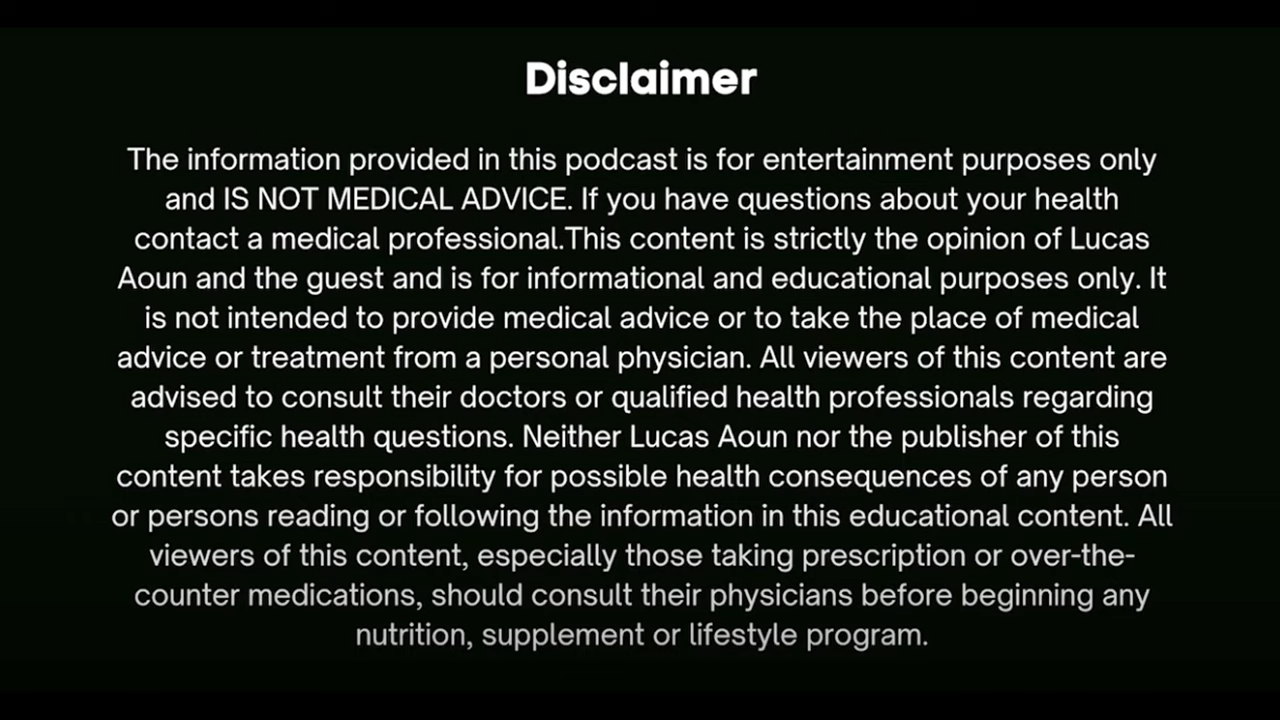 Disclaimer
The information provided in this podcast is for entertainment purposes only
and IS NOT MEDICAL ADVICE. If you have questions about your health
contact a medical professional.This content is strictly the opinion of Lucas
Aoun and the guest and is for informational and educational purposes only. It
is not intended to provide medical advice or to take the place of medical
advice or treatment from a personal physician. All viewers of this content are
advised to consult their doctors or qualified health professionals regarding
specific health questions. Neither Lucas Aoun nor the publisher of this
content takes responsibility for possible health consequences of any person
or persons reading or following the information in this educational content. All
viewers of this content, especially those taking prescription or over-the-
counter medications, should consult their physicians before beginning any
nutrition, supplement or lifestyle program.